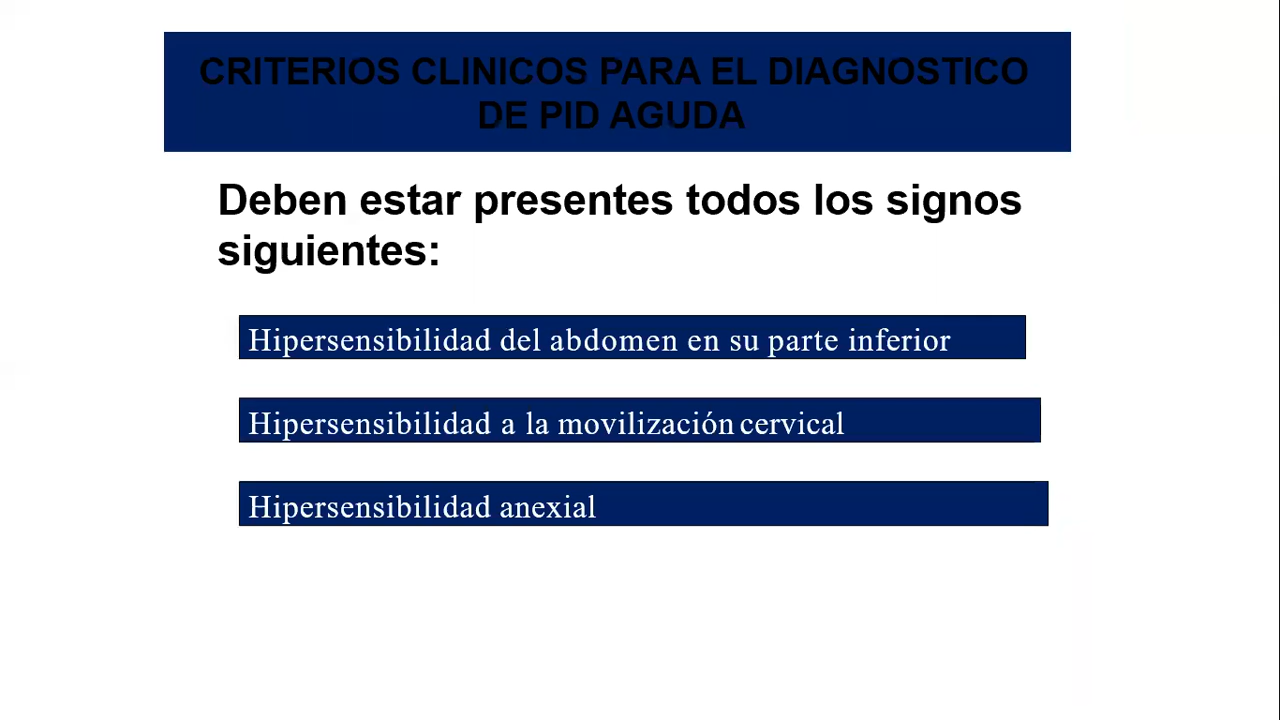 CRITERIOS CLINICOS PARA EL DIAGNOSTICO
DE PID AGUDA
Deben estar presentes todos los signos
siguientes:
Hipersensibilidad del abdomen en su parte inferior
Hipersensibilidad a la movilización cervical
Hipersensibilidad anexial